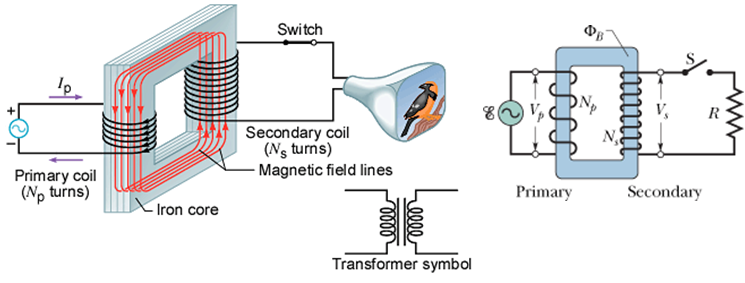 Switch
I_p
+
−
Primary coil
(N_p turns)
Secondary coil
(N_s turns)
Magnetic field lines
Iron core
Transformer symbol
Φ_B
S
ℰ
V_p
N_p
N_s
V_s
R
Primary
Secondary